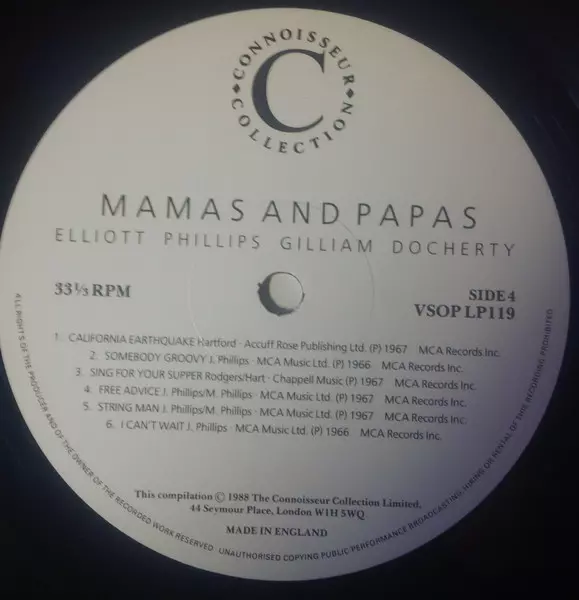 CONNOISSEUR
C
COLLECTION
MAMAS AND PAPAS
ELLIOTT PHILLIPS GILLIAM DOCHERTY
33⅓ RPM
SIDE 4
VSOP LP119
1. CALIFORNIA EARTHQUAKE Hartford · Accuff Rose Publishing Ltd. (P) 1967 MCA Records Inc.
2. SOMEBODY GROOVY J. Phillips · MCA Music Ltd. (P) 1966 MCA Records Inc.
3. SING FOR YOUR SUPPER Rodgers/Hart · Chappell Music (P) 1967 MCA Records Inc.
4. FREE ADVICE J. Phillips/M. Phillips · MCA Music Ltd. (P) 1967 MCA Records Inc.
5. STRING MAN J. Phillips/M. Phillips · MCA Music Ltd. (P) 1967 MCA Records Inc.
6. I CAN'T WAIT J. Phillips · MCA Music Ltd. (P) 1966 MCA Records Inc.
This compilation © 1988 The Connoisseur Collection Limited,
44 Seymour Place, London W1H 5WQ
MADE IN ENGLAND
ALL RIGHTS OF THE PRODUCER AND OF THE OWNER OF THE RECORDED WORK RESERVED UNAUTHORISED COPYING PUBLIC PERFORMANCE BROADCASTING, HIRING OR RENTAL OF THIS RECORDING PROHIBITED